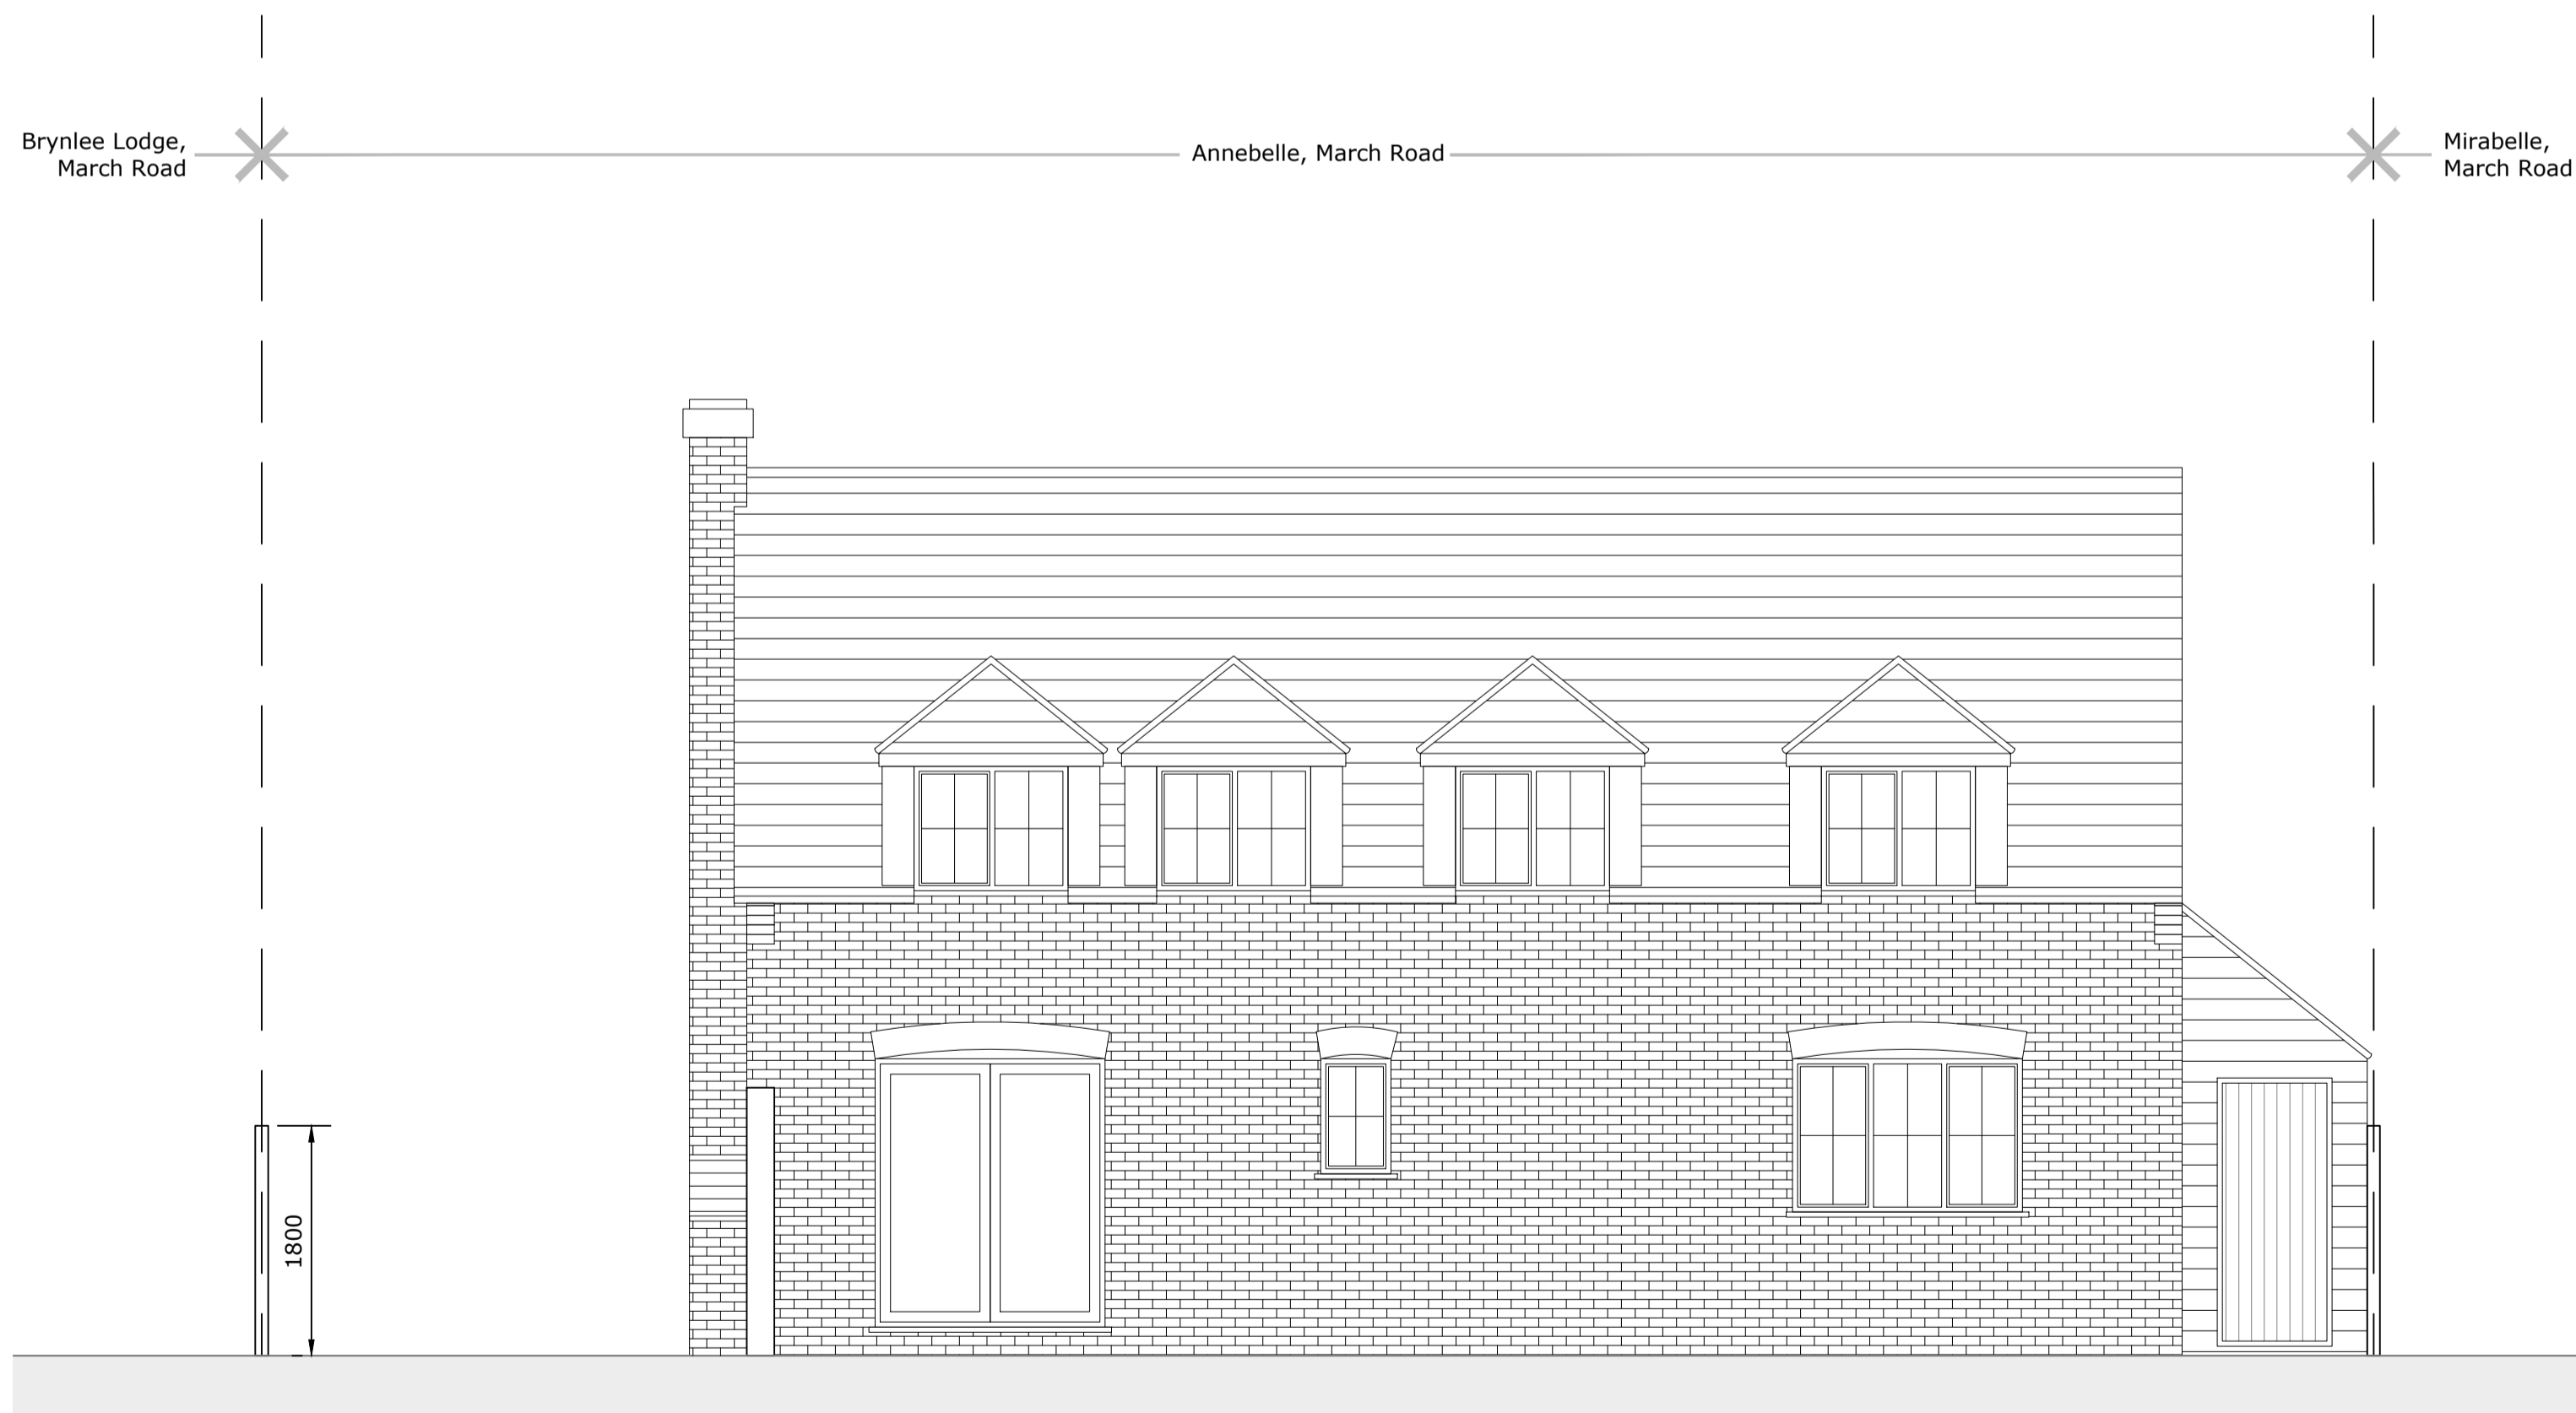 Brynlee Lodge,
March Road
Annebelle, March Road
Mirabelle,
March Road
1800